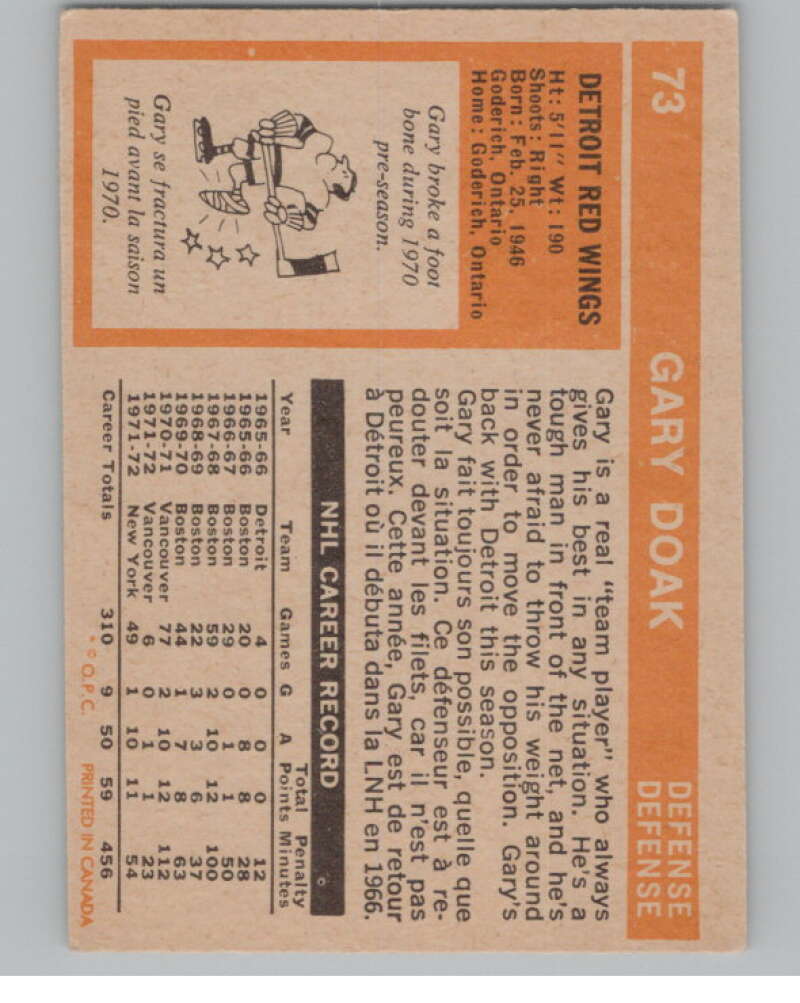 73 GARY DOAK DEFENSE
DEFENSE
DETROIT RED WINGS
Ht: 5'11" Wt: 190
Shoots: Right
Born: Feb. 25, 1946
Goderich, Ontario
Home: Goderich, Ontario
Gary broke a foot
bone during 1970
pre-season.
Gary se fractura un
pied avant la saison
1970.
Gary is a real "team player" who always
gives his best in any situation. He's a
tough man in front of the net, and he's
never afraid to throw his weight around
in order to move the opposition. Gary's
back with Detroit this season.
Gary fait toujours son possible, quelle que
soit la situation. Ce défenseur est à re-
douter devant les filets, car il n'est pas
peureux. Cette année, Gary est de retour
à Détroit où il débuta dans la LNH en 1966.
NHL CAREER RECORD
Total Penalty
Year Team Games G A Points Minutes
1965-66 Detroit 4 0 0 0 12
1965-66 Boston 20 0 8 8 28
1966-67 Boston 29 0 1 1 50
1967-68 Boston 59 2 10 12 100
1968-69 Boston 22 3 3 6 37
1969-70 Boston 44 1 7 8 63
1970-71 Vancouver 77 2 10 12 112
1971-72 Vancouver 6 0 1 1 23
1971-72 New York 49 1 10 11 54
Career Totals 310 9 50 59 456
* © O.P.C. PRINTED IN CANADA